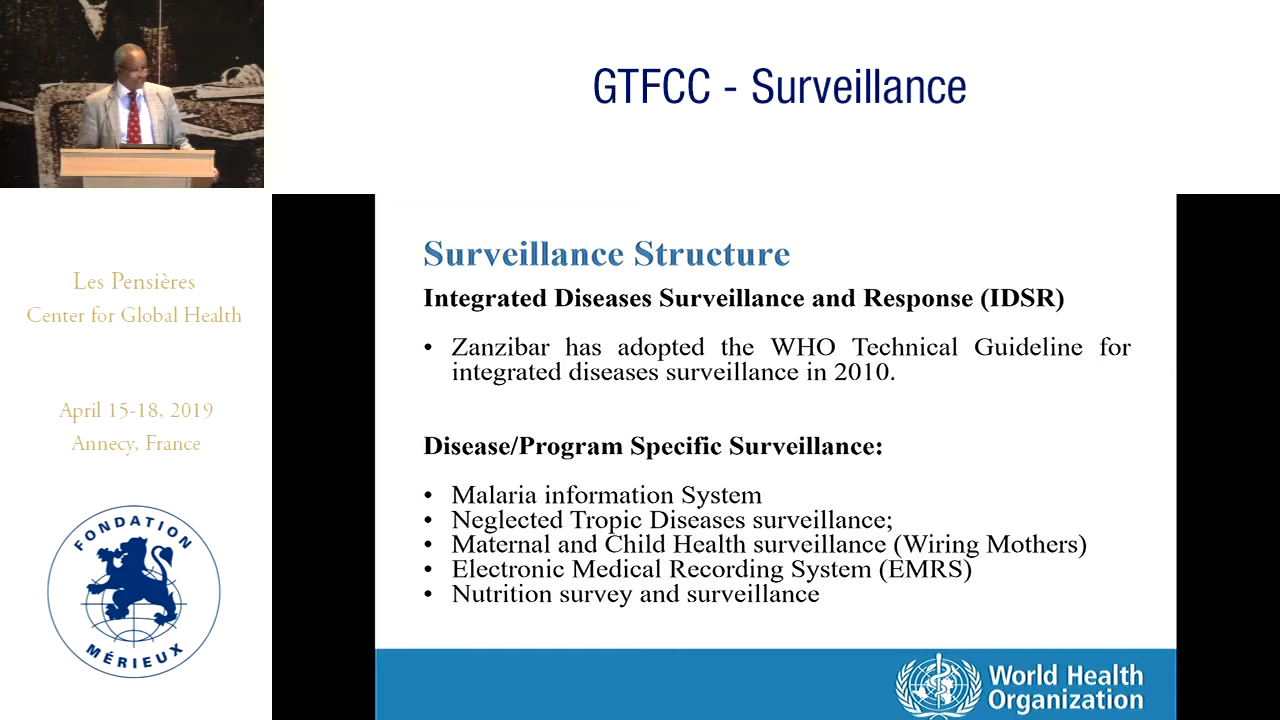 GTFCC - Surveillance
Les Pensières
Center for Global Health
April 15-18, 2019
Annecy, France
FONDATION
MÉRIEUX
Surveillance Structure
Integrated Diseases Surveillance and Response (IDSR)
• Zanzibar has adopted the WHO Technical Guideline for
integrated diseases surveillance in 2010.
Disease/Program Specific Surveillance:
• Malaria information System
• Neglected Tropic Diseases surveillance;
• Maternal and Child Health surveillance (Wiring Mothers)
• Electronic Medical Recording System (EMRS)
• Nutrition survey and surveillance
World Health
Organization